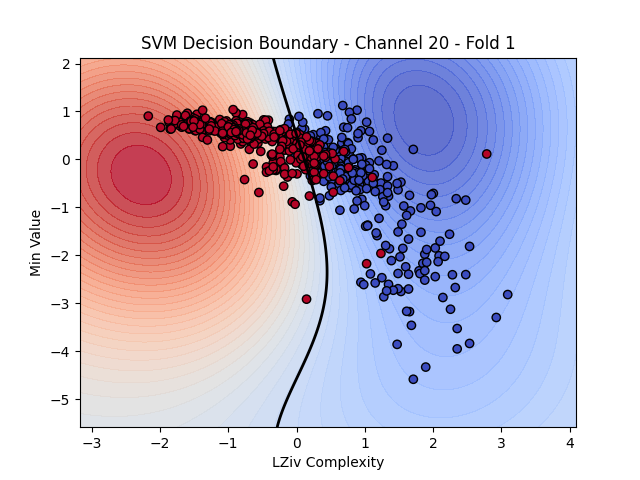 SVM Decision Boundary - Channel 20 - Fold 1
2
1
0
−1
−2
−3
−4
−5
Min Value
−3 −2 −1 0 1 2 3 4
LZiv Complexity